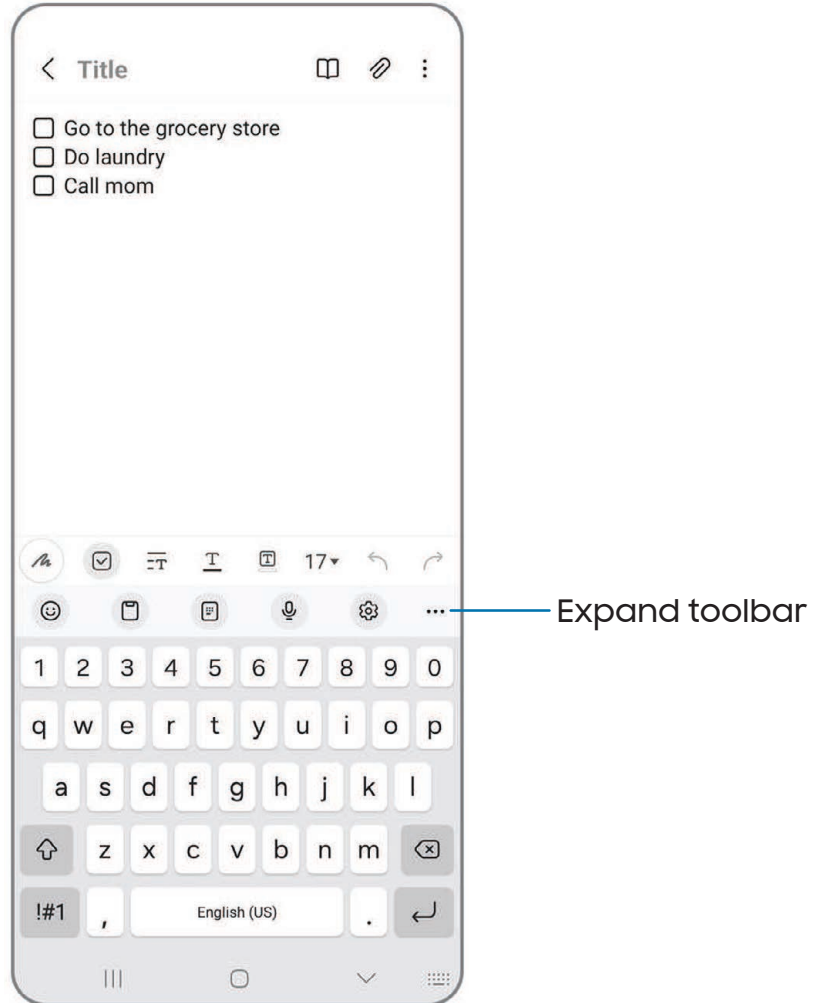 Title
Go to the grocery store
Do laundry
Call mom
T T T 17
Expand toolbar
1 2 3 4 5 6 7 8 9 0
q w e r t y u i o p
a s d f g h j k l
z x c v b n m
!#1 , English (US) .